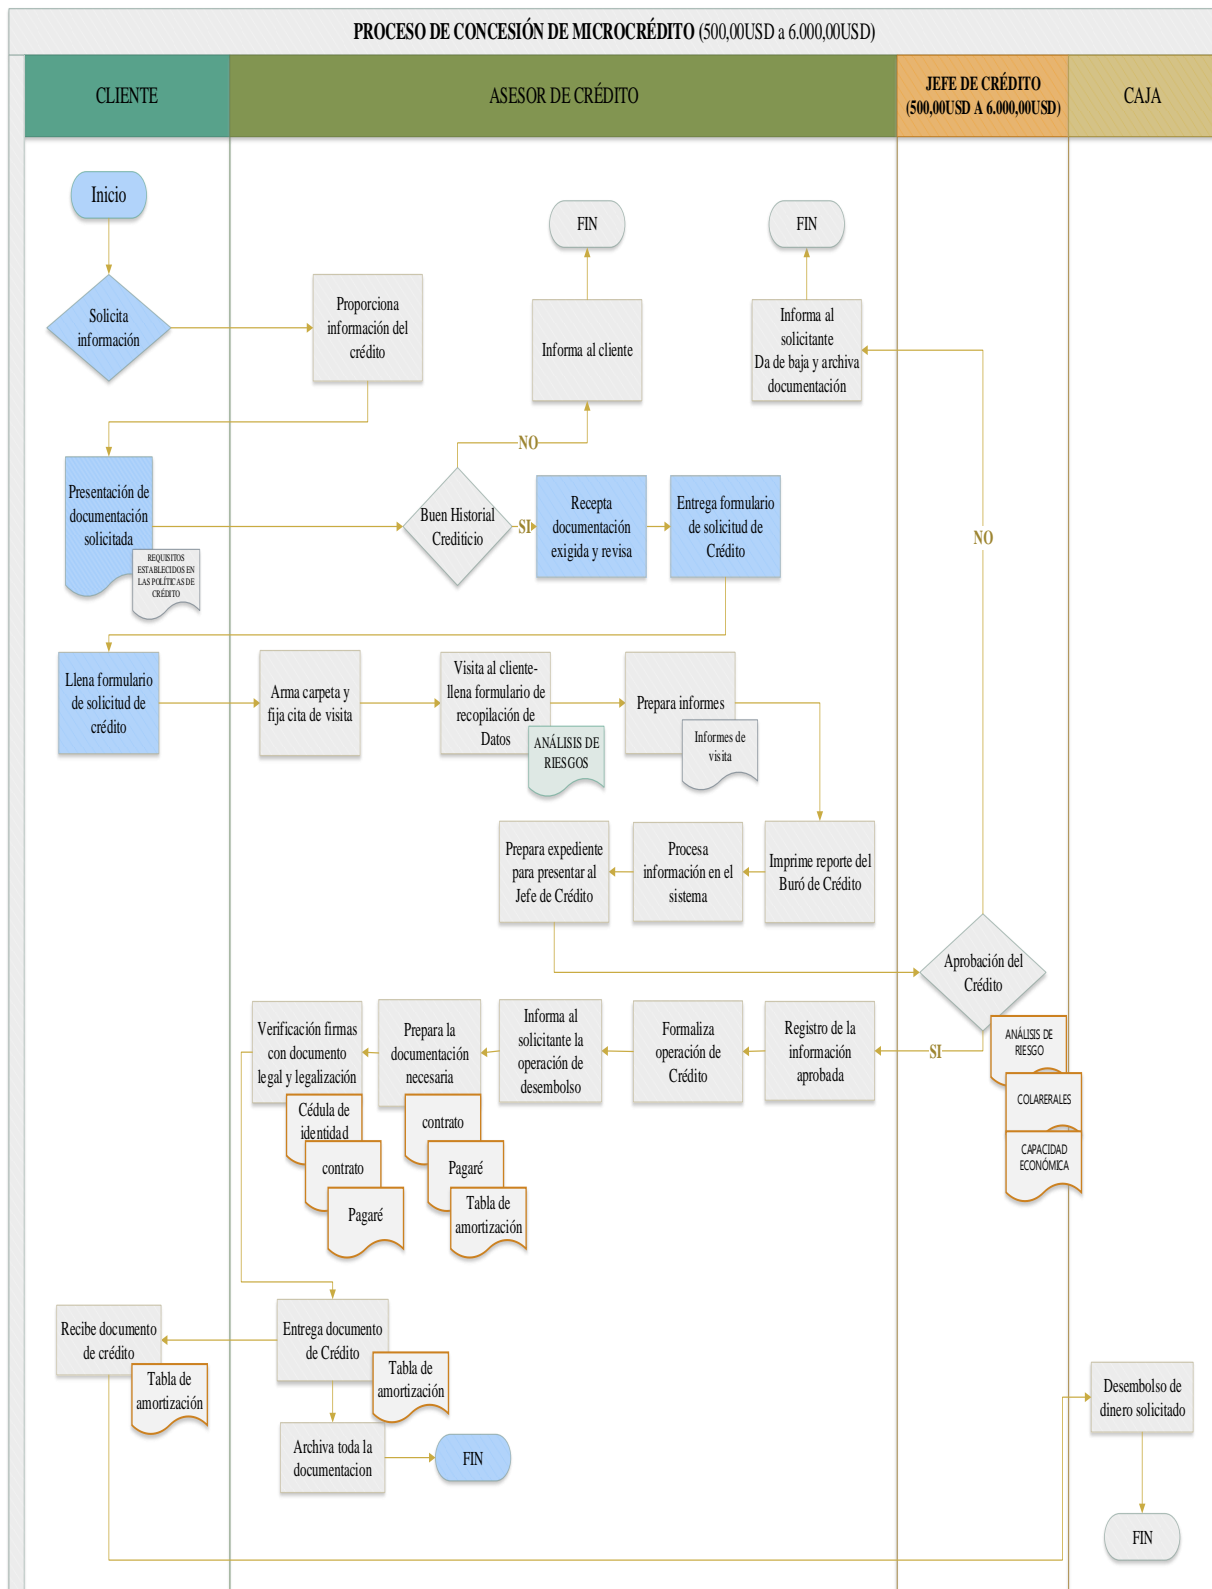 PROCESO DE CONCESIÓN DE MICROCRÉDITO (500,00USD a 6.000,00USD)
CLIENTE
ASESOR DE CRÉDITO
JEFE DE CRÉDITO
(500,00USD A 6.000,00USD)
CAJA
Inicio
Solicita
información
Proporciona
información del
crédito
FIN
Informa al cliente
FIN
Informa al
solicitante
Da de baja y archiva
documentación
NO
NO
Presentación de
documentación
solicitada
REQUISITOS
ESTABLECIDOS EN
LAS POLÍTICAS DE
CRÉDITO
Buen Historial
Crediticio
SI
Recepta
documentación
exigida y revisa
Entrega formulario
de solicitud de
Crédito
Llena formulario
de solicitud de
crédito
Arma carpeta y
fija cita de visita
Visita al cliente-
llena formulario de
recopilación de
Datos
ANÁLISIS DE
RIESGOS
Prepara informes
Informes de
visita
Prepara expediente
para presentar al
Jefe de Crédito
Procesa
información en el
sistema
Imprime reporte del
Buró de Crédito
Aprobación del
Crédito
SI
ANÁLISIS DE
RIESGO
COLARERALES
CAPACIDAD
ECONÓMICA
Verificación firmas
con documento
legal y legalización
Cédula de
identidad
contrato
Pagaré
Prepara la
documentación
necesaria
contrato
Pagaré
Tabla de
amortización
Informa al
solicitante la
operación de
desembolso
Formaliza
operación de
Crédito
Registro de la
información
aprobada
Recibe documento
de crédito
Tabla de
amortización
Entrega documento
de Crédito
Tabla de
amortización
Archiva toda la
documentacion
FIN
Desembolso de
dinero solicitado
FIN